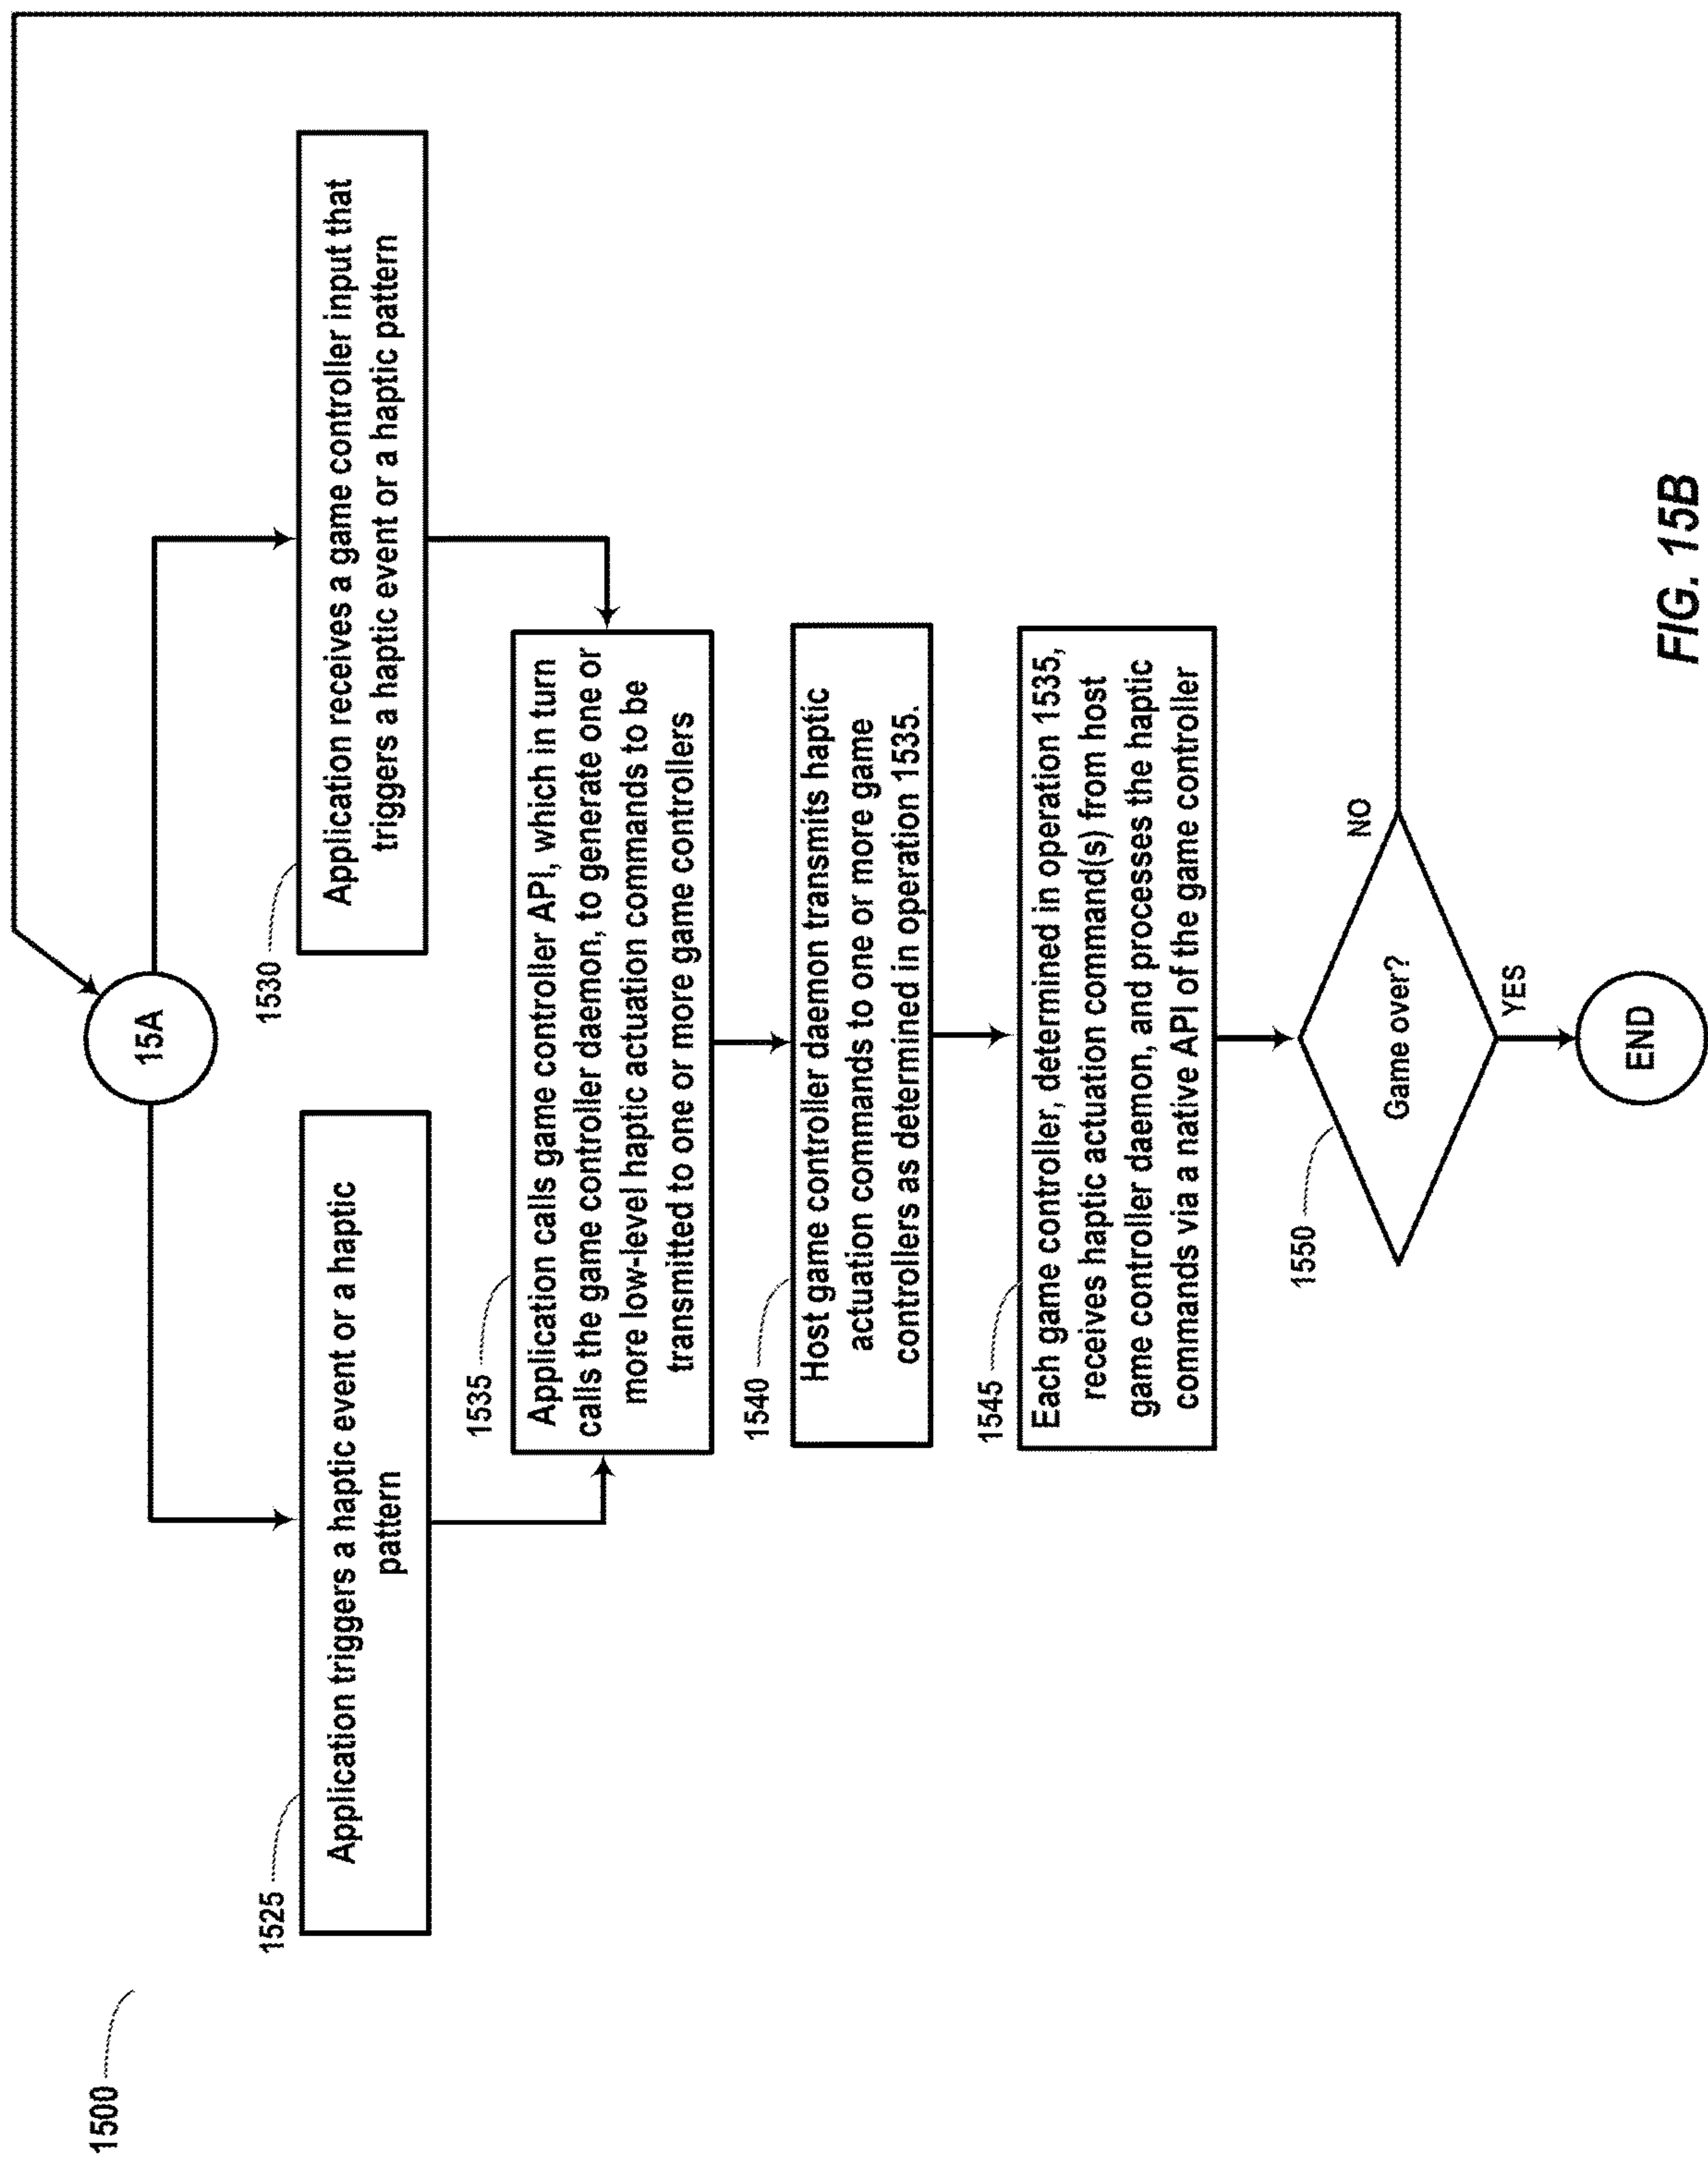 1500
15A
1525
Application triggers a haptic event or a haptic
pattern
1530
Application receives a game controller input that
triggers a haptic event or a haptic pattern
1535
Application calls game controller API, which in turn
calls the game controller daemon, to generate one or
more low-level haptic actuation commands to be
transmitted to one or more game controllers
1540
Host game controller daemon transmits haptic
actuation commands to one or more game
controllers as determined in operation 1535.
1545
Each game controller, determined in operation 1535,
receives haptic actuation command(s) from host
game controller daemon, and processes the haptic
commands via a native API of the game controller
1550
Game over?
NO
YES
END
FIG. 15B